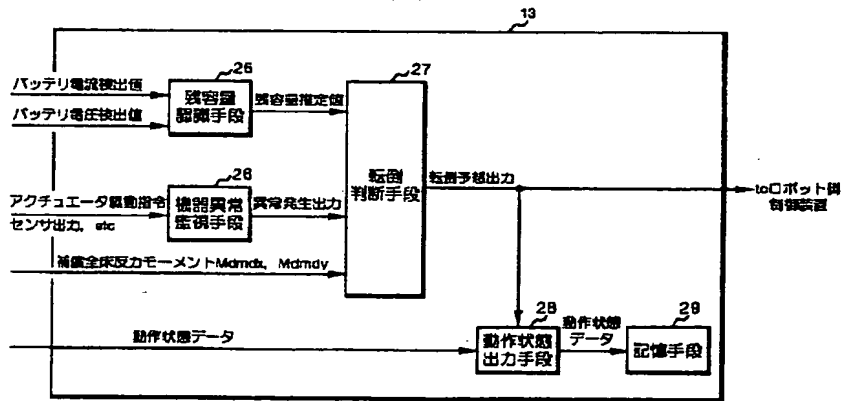 13
バッテリ電流検出値
バッテリ電圧検出値
26
残容量
認識手段
残容量推定値
27
転倒
判断手段
転倒予想出力
toロボット制
御装置
アクチュエータ駆動指令
センサ出力, etc
26
機器異常
監視手段
異常発生出力
補償全床反力モーメントMdmdx, Mdmdy
動作状態データ
28
動作状態
出力手段
動作状態
データ
29
記憶手段